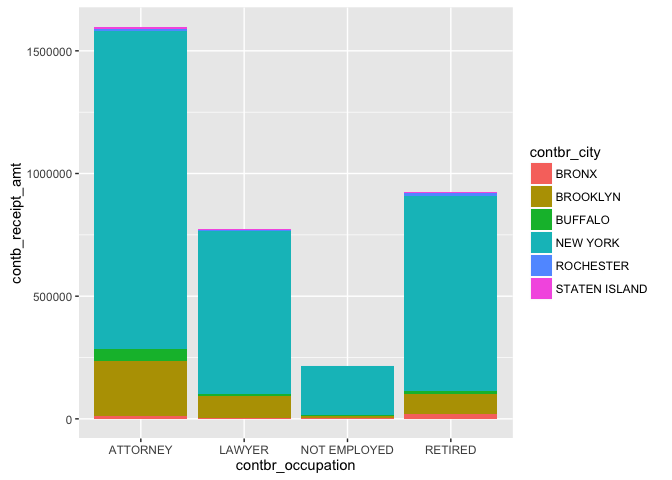 contb_receipt_amt
1500000
1000000
500000
0
ATTORNEY
LAWYER
NOT EMPLOYED
RETIRED
contbr_occupation
contbr_city
BRONX
BROOKLYN
BUFFALO
NEW YORK
ROCHESTER
STATEN ISLAND